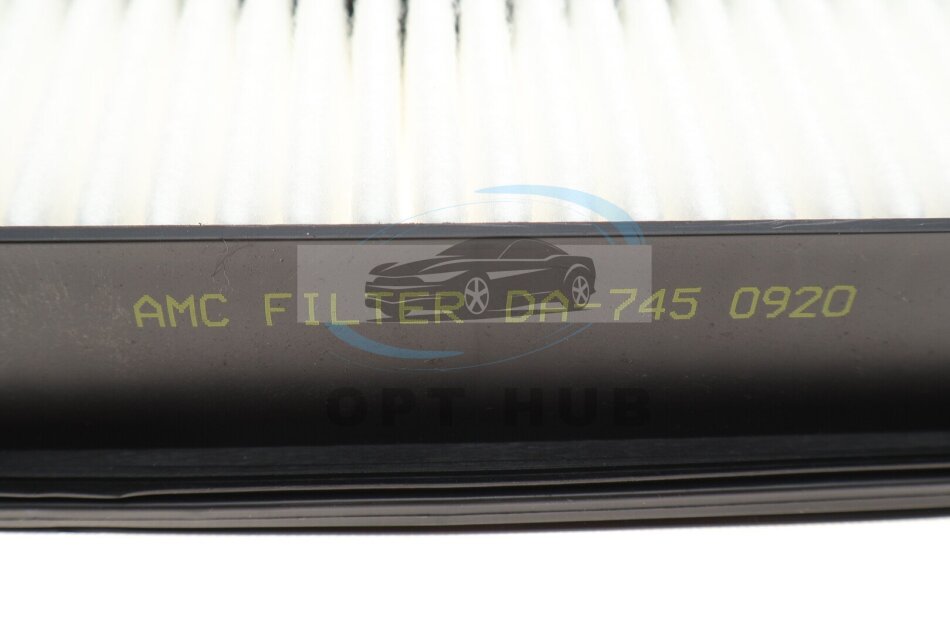 AMC FILTER DA-745 0920
OPT HUB